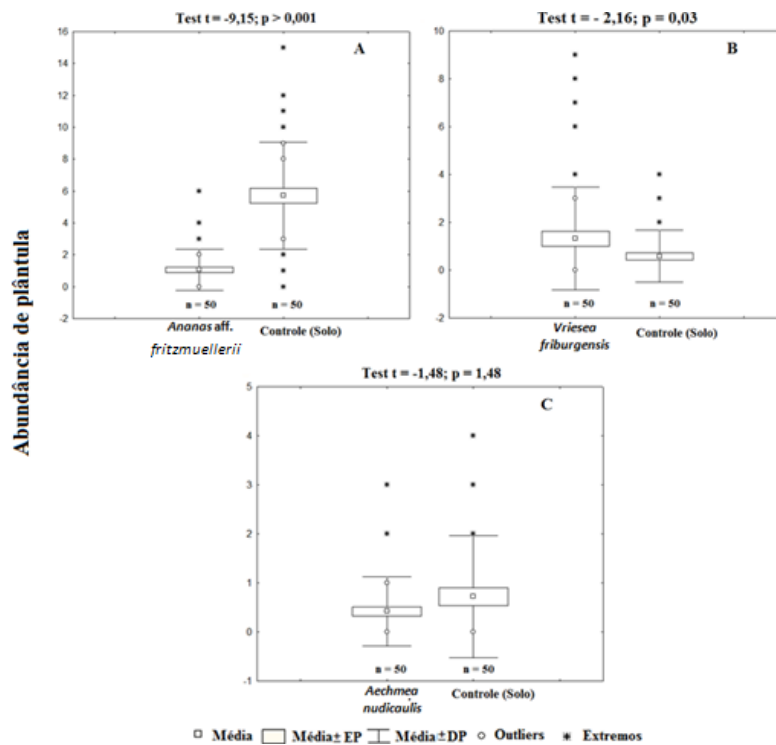 Test t = -9,15; p > 0,001
A
16
14
12
10
8
6
4
2
0
-2
n = 50
n = 50
Ananas aff.
fritzmuellerii
Controle (Solo)
Test t = - 2,16; p = 0,03
B
10
8
6
4
2
0
-2
n = 50
n = 50
Vriesea
friburgensis
Controle (Solo)
Abundância de plântula
Test t = -1,48; p = 1,48
C
5
4
3
2
1
0
-1
n = 50
n = 50
Aechmea
nudicaulis
Controle (Solo)
Média Média± EP Média±DP Outliers Extremos